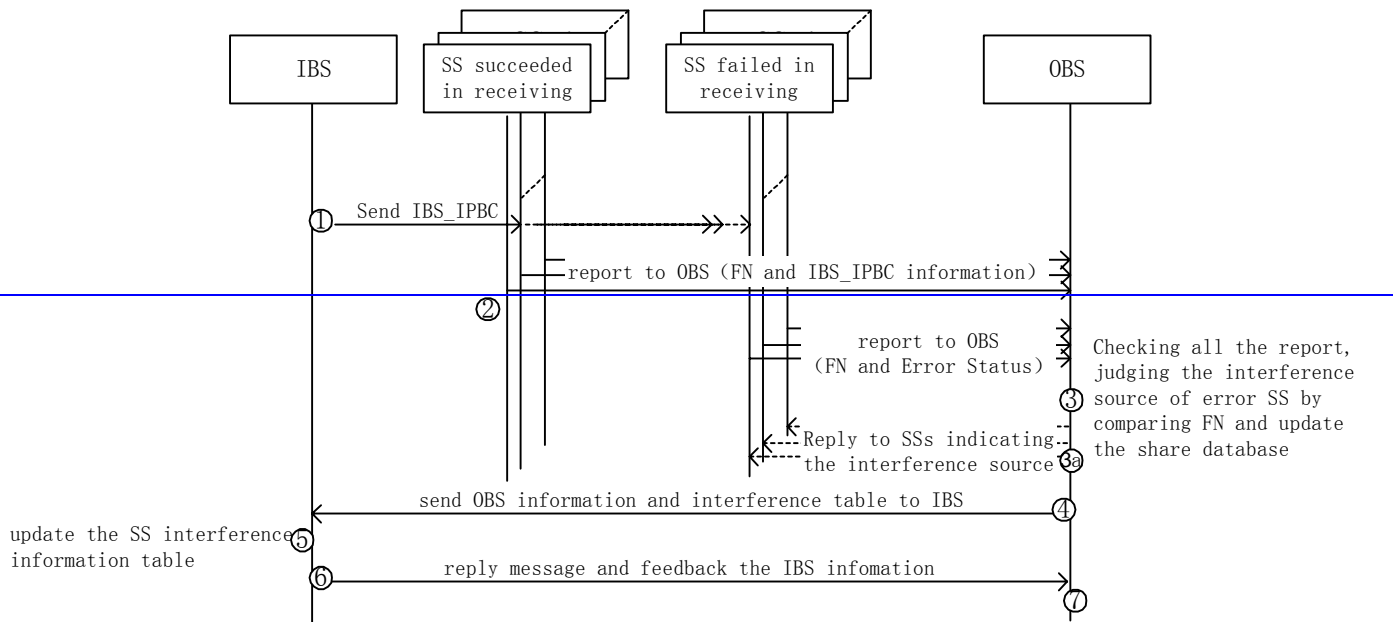 IBS
SS succeeded
in receiving
SS failed in
receiving
OBS
① Send IBS_IPBC
report to OBS (FN and IBS_IPBC information)
②
report to OBS
(FN and Error Status)
Checking all the report,
judging the interference
③ source of error SS by
comparing FN and update
the share database
Reply to SSs indicating
the interference source 3a
send OBS information and interference table to IBS
④
update the SS interference ⑤
information table
⑥ reply message and feedback the IBS infomation
⑦